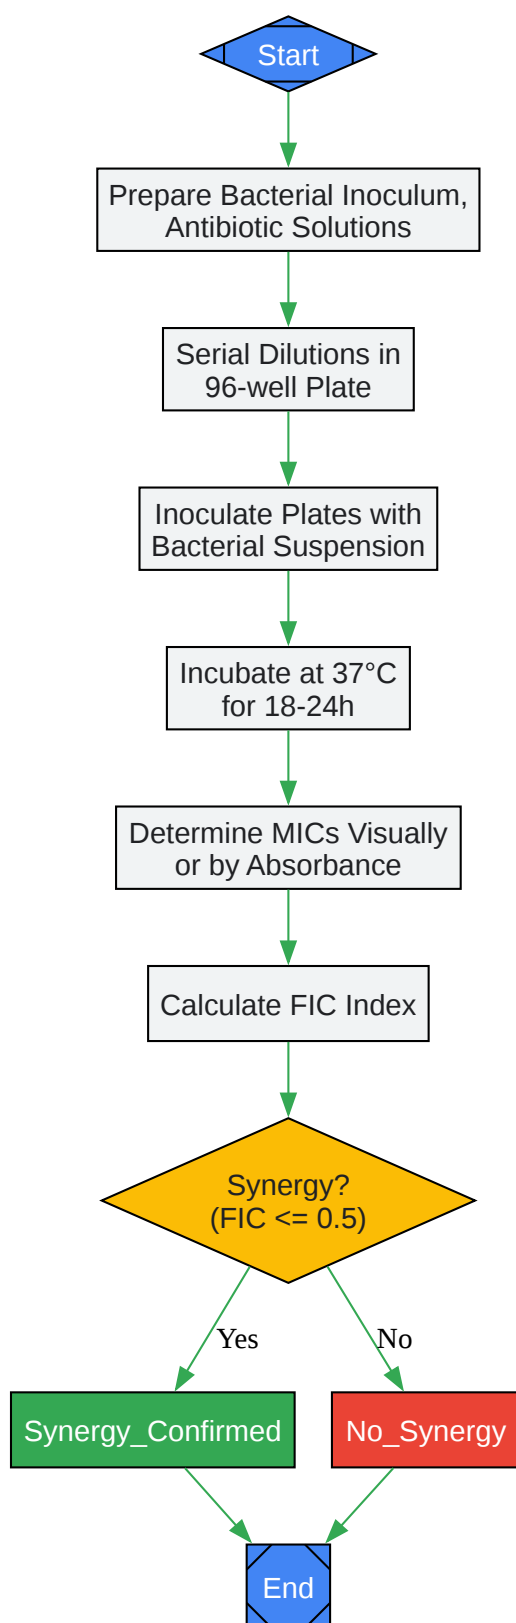 Start
Prepare Bacterial Inoculum,
Antibiotic Solutions
Serial Dilutions in
96-well Plate
Inoculate Plates with
Bacterial Suspension
Incubate at 37°C
for 18-24h
Determine MICs Visually
or by Absorbance
Calculate FIC Index
Synergy?
(FIC <= 0.5)
Yes
No
Synergy_Confirmed
No_Synergy
End